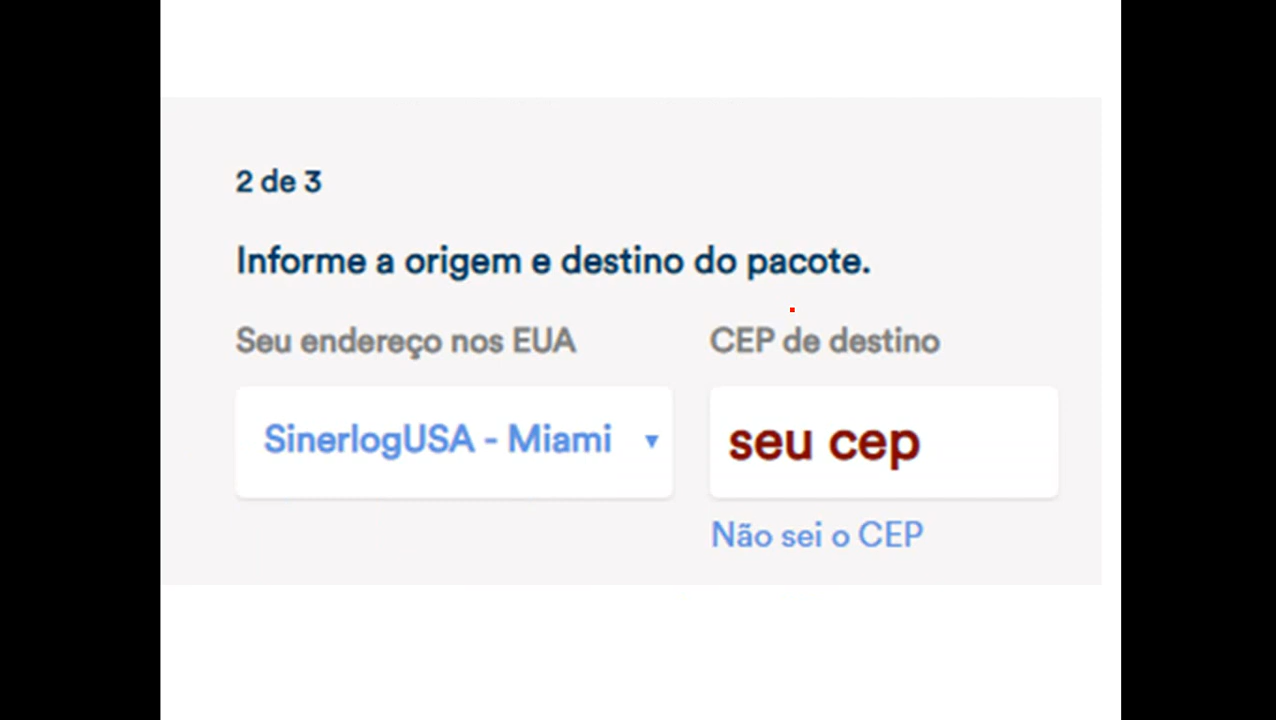 2 de 3
Informe a origem e destino do pacote.
Seu endereço nos EUA
CEP de destino
SinerlogUSA - Miami
seu cep
Não sei o CEP